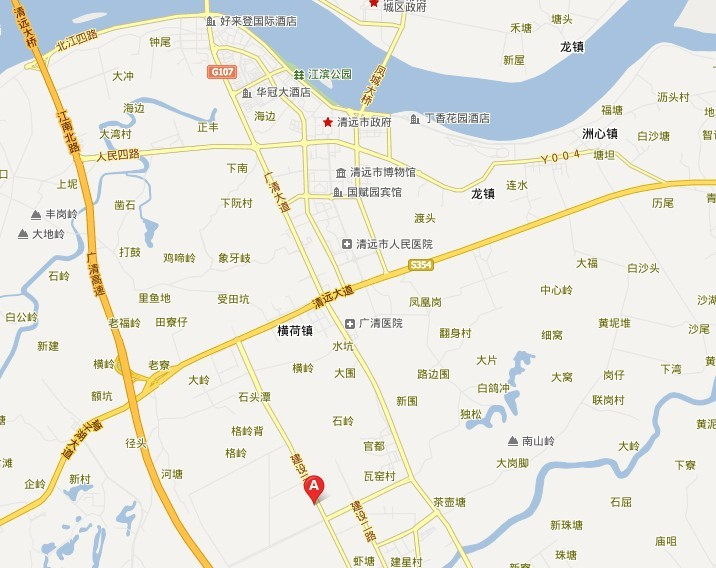 清远大桥
北江四路
好来登国际酒店
城区政府
禾塘
塘头
龙镇
新屋
钟尾
大冲
G107
江滨公园
华冠大酒店
凤城大桥
海边
海边
正丰
清远市政府
丁香花园酒店
福塘
沥头村
江南北路
大湾村
洲心镇
白沙塘
人民四路
Y004
塘坦
下南
清远市博物馆
上坭
广清大道
国赋园宾馆
龙镇
连水
凿石
下阮村
历尾
丰岗岭
渡头
大地岭
清远市人民医院
打鼓
鸡啼岭
象牙岐
广清高速
石岭
S354
大福
白沙头
里鱼地
受田坑
清远大道
中心岭
凤凰岗
白公岭
老福岭
田寮仔
横荷镇
广清医院
翻身村
黄坭堆
细窝
沙尾
新建
水坑
横岭
老寮
大岭
横岭
大围
路边围
大片
大窝
岗仔
下湾
白鸽冲
额坑
石头潭
新围
联岗村
独松
石岭
格岭背
径头
官都
南山岭
大岭
格岭
大岗脚
下寮
企岭
新村
河塘
建设三
A
瓦窑村
茶壶塘
建设二路
石屈
新珠塘
虾塘
建星村
珠塘
庙咀